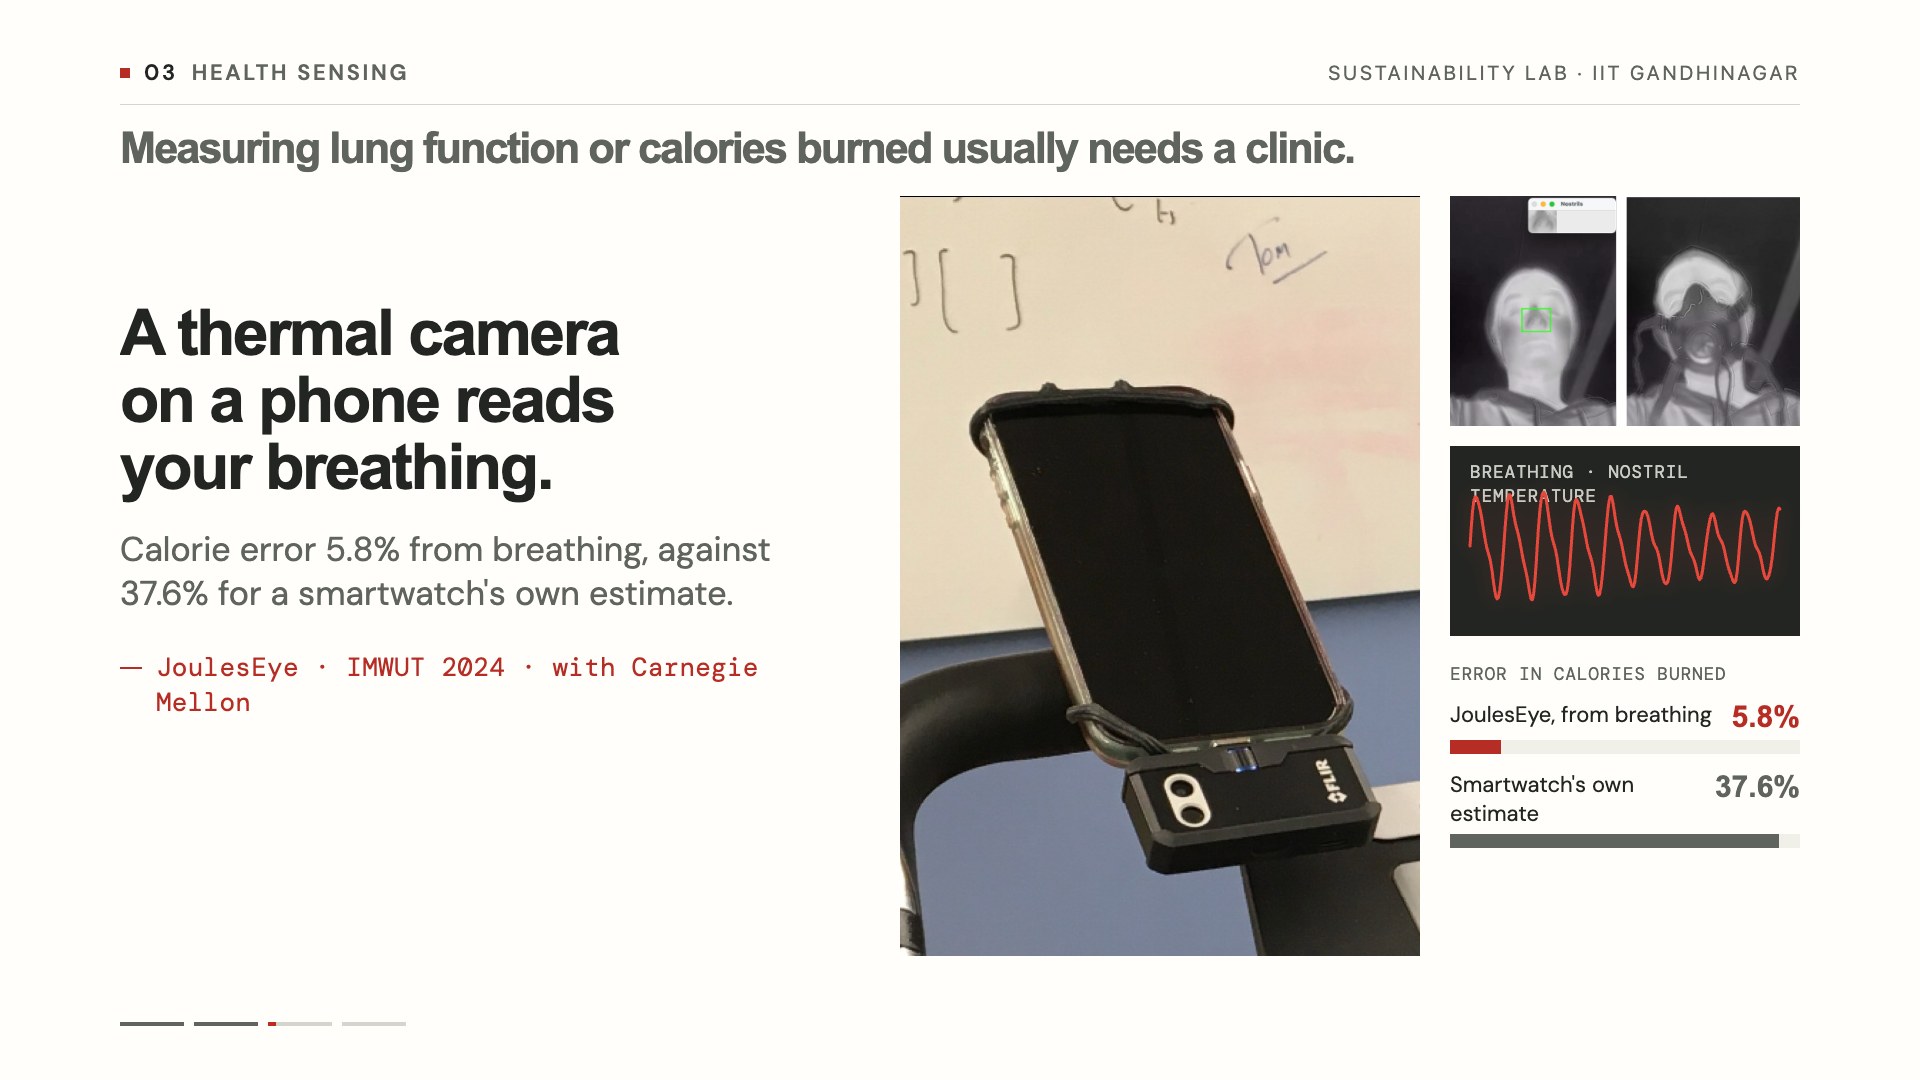 03 HEALTH SENSING
SUSTAINABILITY LAB · IIT GANDHINAGAR
Measuring lung function or calories burned usually needs a clinic.
A thermal camera
on a phone reads
your breathing.
Calorie error 5.8% from breathing, against
37.6% for a smartwatch's own estimate.
— JoulesEye · IMWUT 2024 · with Carnegie
Mellon
Tom
FLIR
Nostrils
BREATHING · NOSTRIL
TEMPERATURE
ERROR IN CALORIES BURNED
JoulesEye, from breathing 5.8%
Smartwatch's own 37.6%
estimate